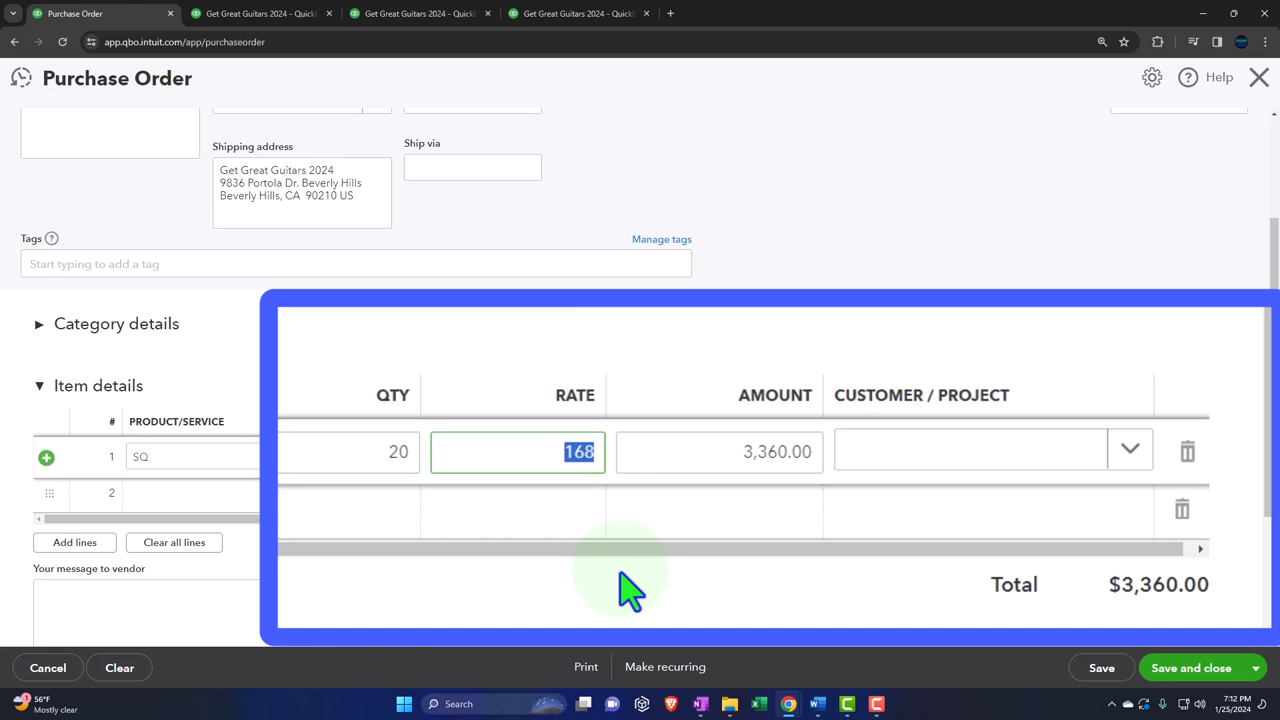 Purchase Order
Get Great Guitars 2024 - QuickB
Get Great Guitars 2024 - QuickB
Get Great Guitars 2024 - QuickB
app.qbo.intuit.com/app/purchaseorder
Purchase Order
Help
Shipping address
Ship via
Get Great Guitars 2024
9836 Portola Dr. Beverly Hills
Beverly Hills, CA 90210 US
Tags
Manage tags
Start typing to add a tag
Category details
Item details
# PRODUCT/SERVICE QTY RATE AMOUNT CUSTOMER / PROJECT
1 SQ 20 168 3,360.00
2
Add lines
Clear all lines
Total $3,360.00
Your message to vendor
Cancel
Clear
Print
Make recurring
Save
Save and close
1
56°F
Mostly clear
Search
7:12 PM
1/25/2024